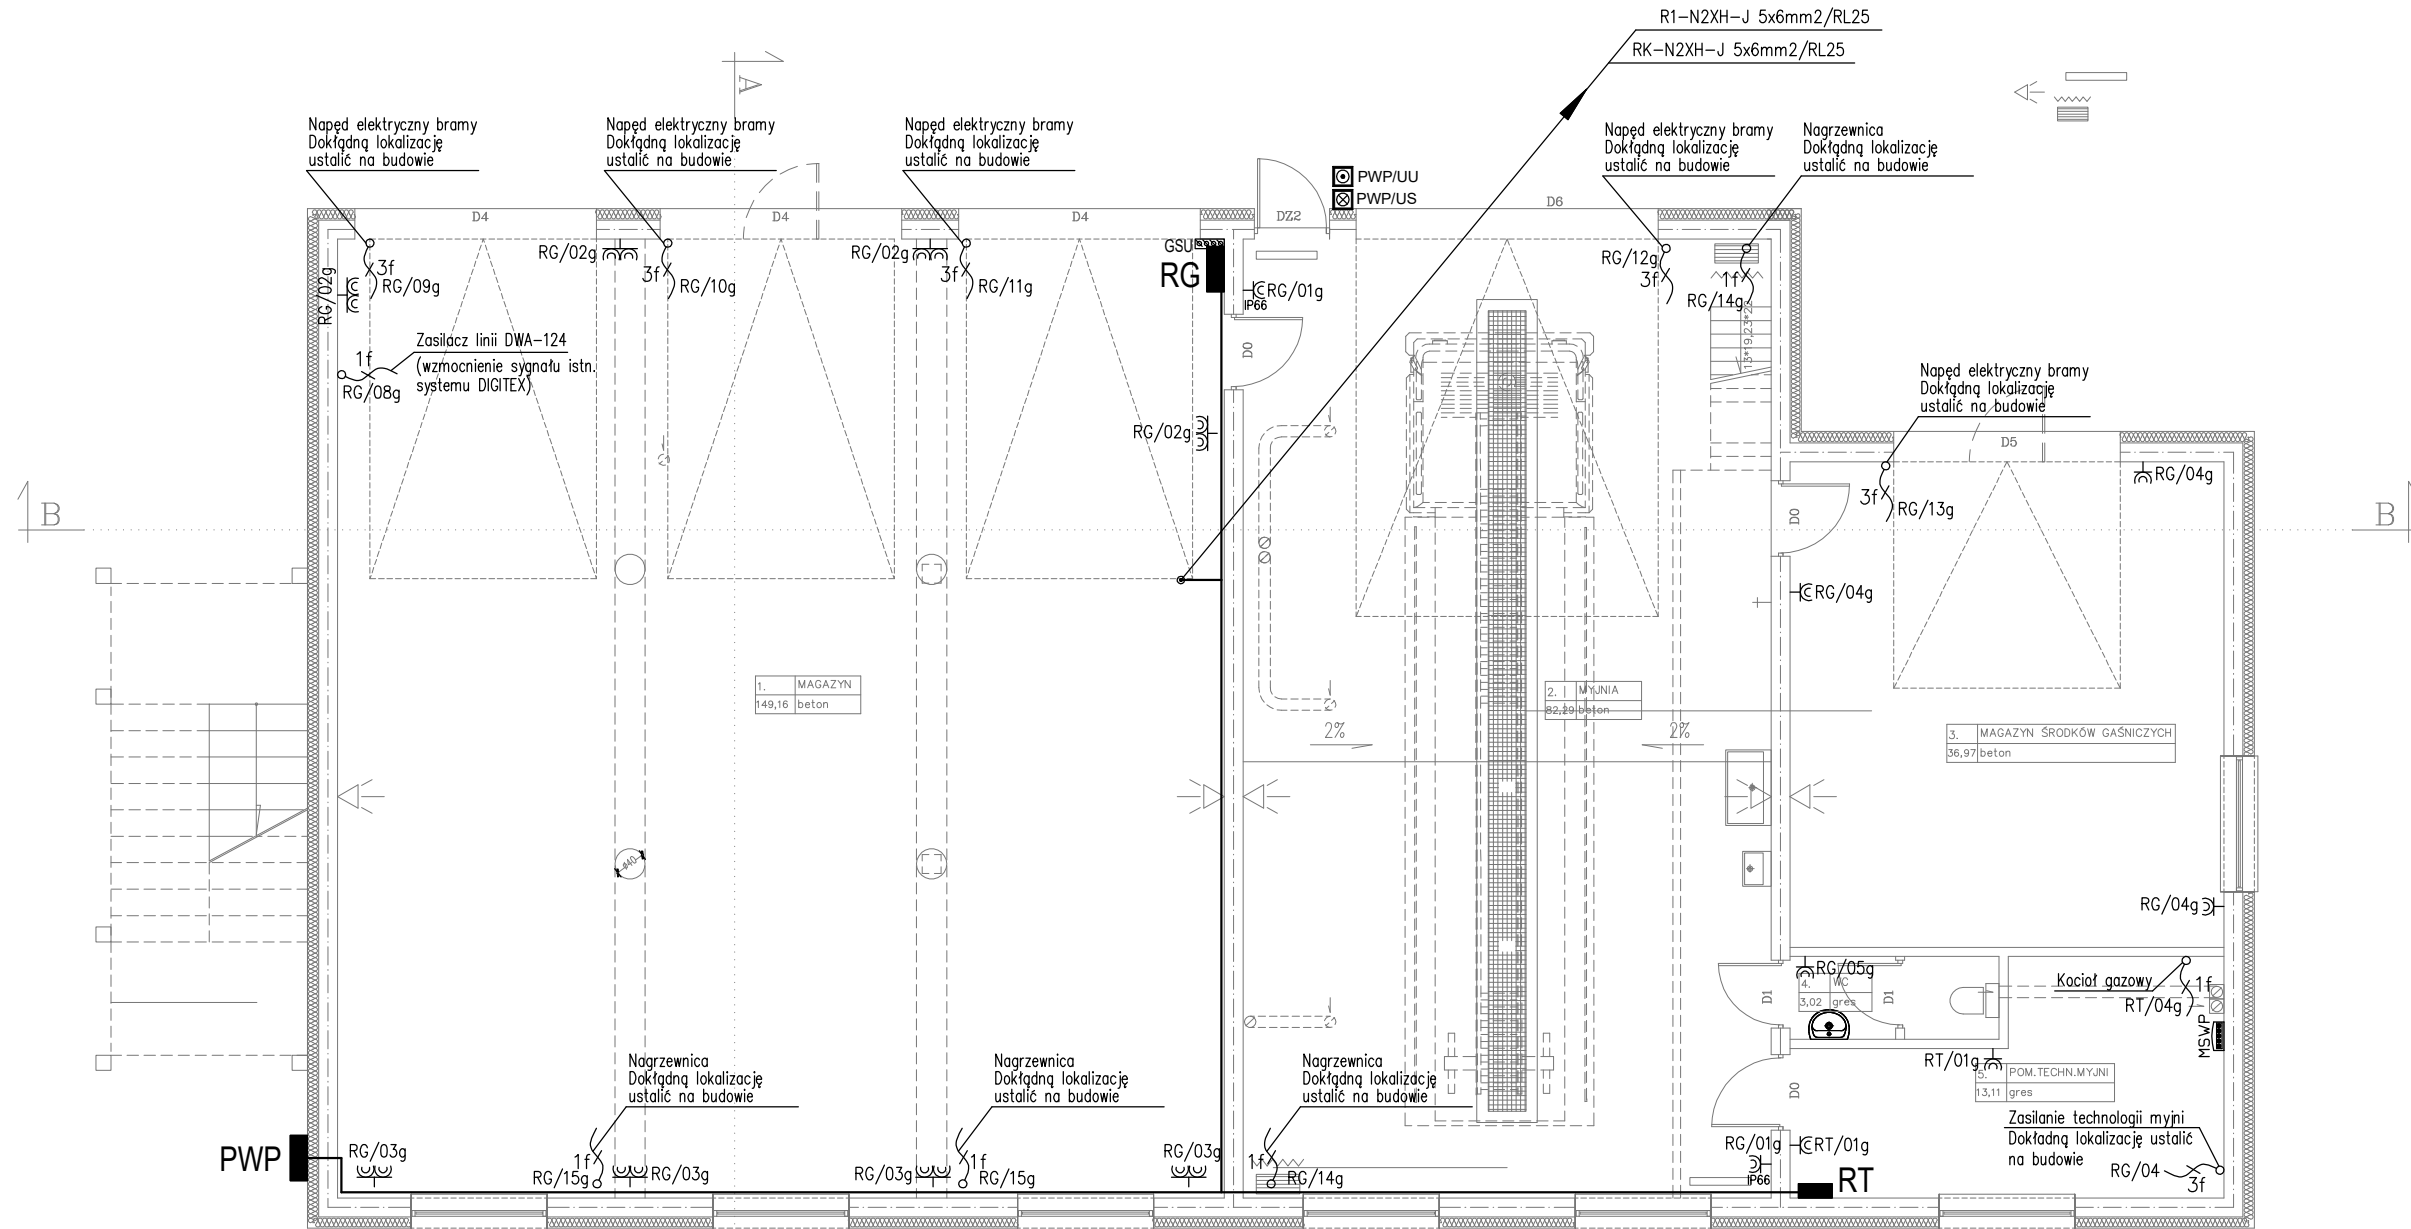 R1-N2XH-J 5x6mm2/RL25
RK-N2XH-J 5x6mm2/RL25
A
Napęd elektryczny bramy
Dokłądną lokalizację
ustalić na budowie
Napęd elektryczny bramy
Dokłądną lokalizację
ustalić na budowie
Napęd elektryczny bramy
Dokłądną lokalizację
ustalić na budowie
Napęd elektryczny bramy
Dokłądną lokalizację
ustalić na budowie
Nagrzewnica
Dokłądną lokalizację
ustalić na budowie
PWP/UU
PWP/US
D4
D4
D4
DZ2
D6
RG/02g
3f
RG/09g
RG/02g
3f
RG/10g
RG/02g
3f
RG/11g
GSU
RG
RG/01g
IP66
RG/12g
3f
1f
RG/14g
D0
Zasilacz linii DWA-124
(wzmocnienie sygnału istn.
systemu DIGITEX)
1f
RG/08g
RG/02g
Napęd elektryczny bramy
Dokłądną lokalizację
ustalić na budowie
D5
RG/04g
3f
RG/13g
B
B
D0
RG/04g
1. MAGAZYN
149,16 beton
2. MYJNIA
82,29 beton
2%
2%
3. MAGAZYN ŚRODKÓW GAŚNICZYCH
36,97 beton
ø40
RG/04g
RG/05g
4. WC
3,02 gres
D1
D1
Kocioł gazowy
1f
RT/04g
MSWP
RT/01g
5. POM.TECHN.MYJNI
13,11 gres
D0
Nagrzewnica
Dokłądną lokalizację
ustalić na budowie
Nagrzewnica
Dokłądną lokalizację
ustalić na budowie
Nagrzewnica
Dokłądną lokalizację
ustalić na budowie
Zasilanie technologii myjni
Dokładną lokalizację ustalić
na budowie
RG/04
3f
PWP
RG/03g
1f
RG/15g
RG/03g
RG/03g
1f
RG/15g
RG/03g
1f
RG/14g
RG/01g
IP66
RT/01g
RT